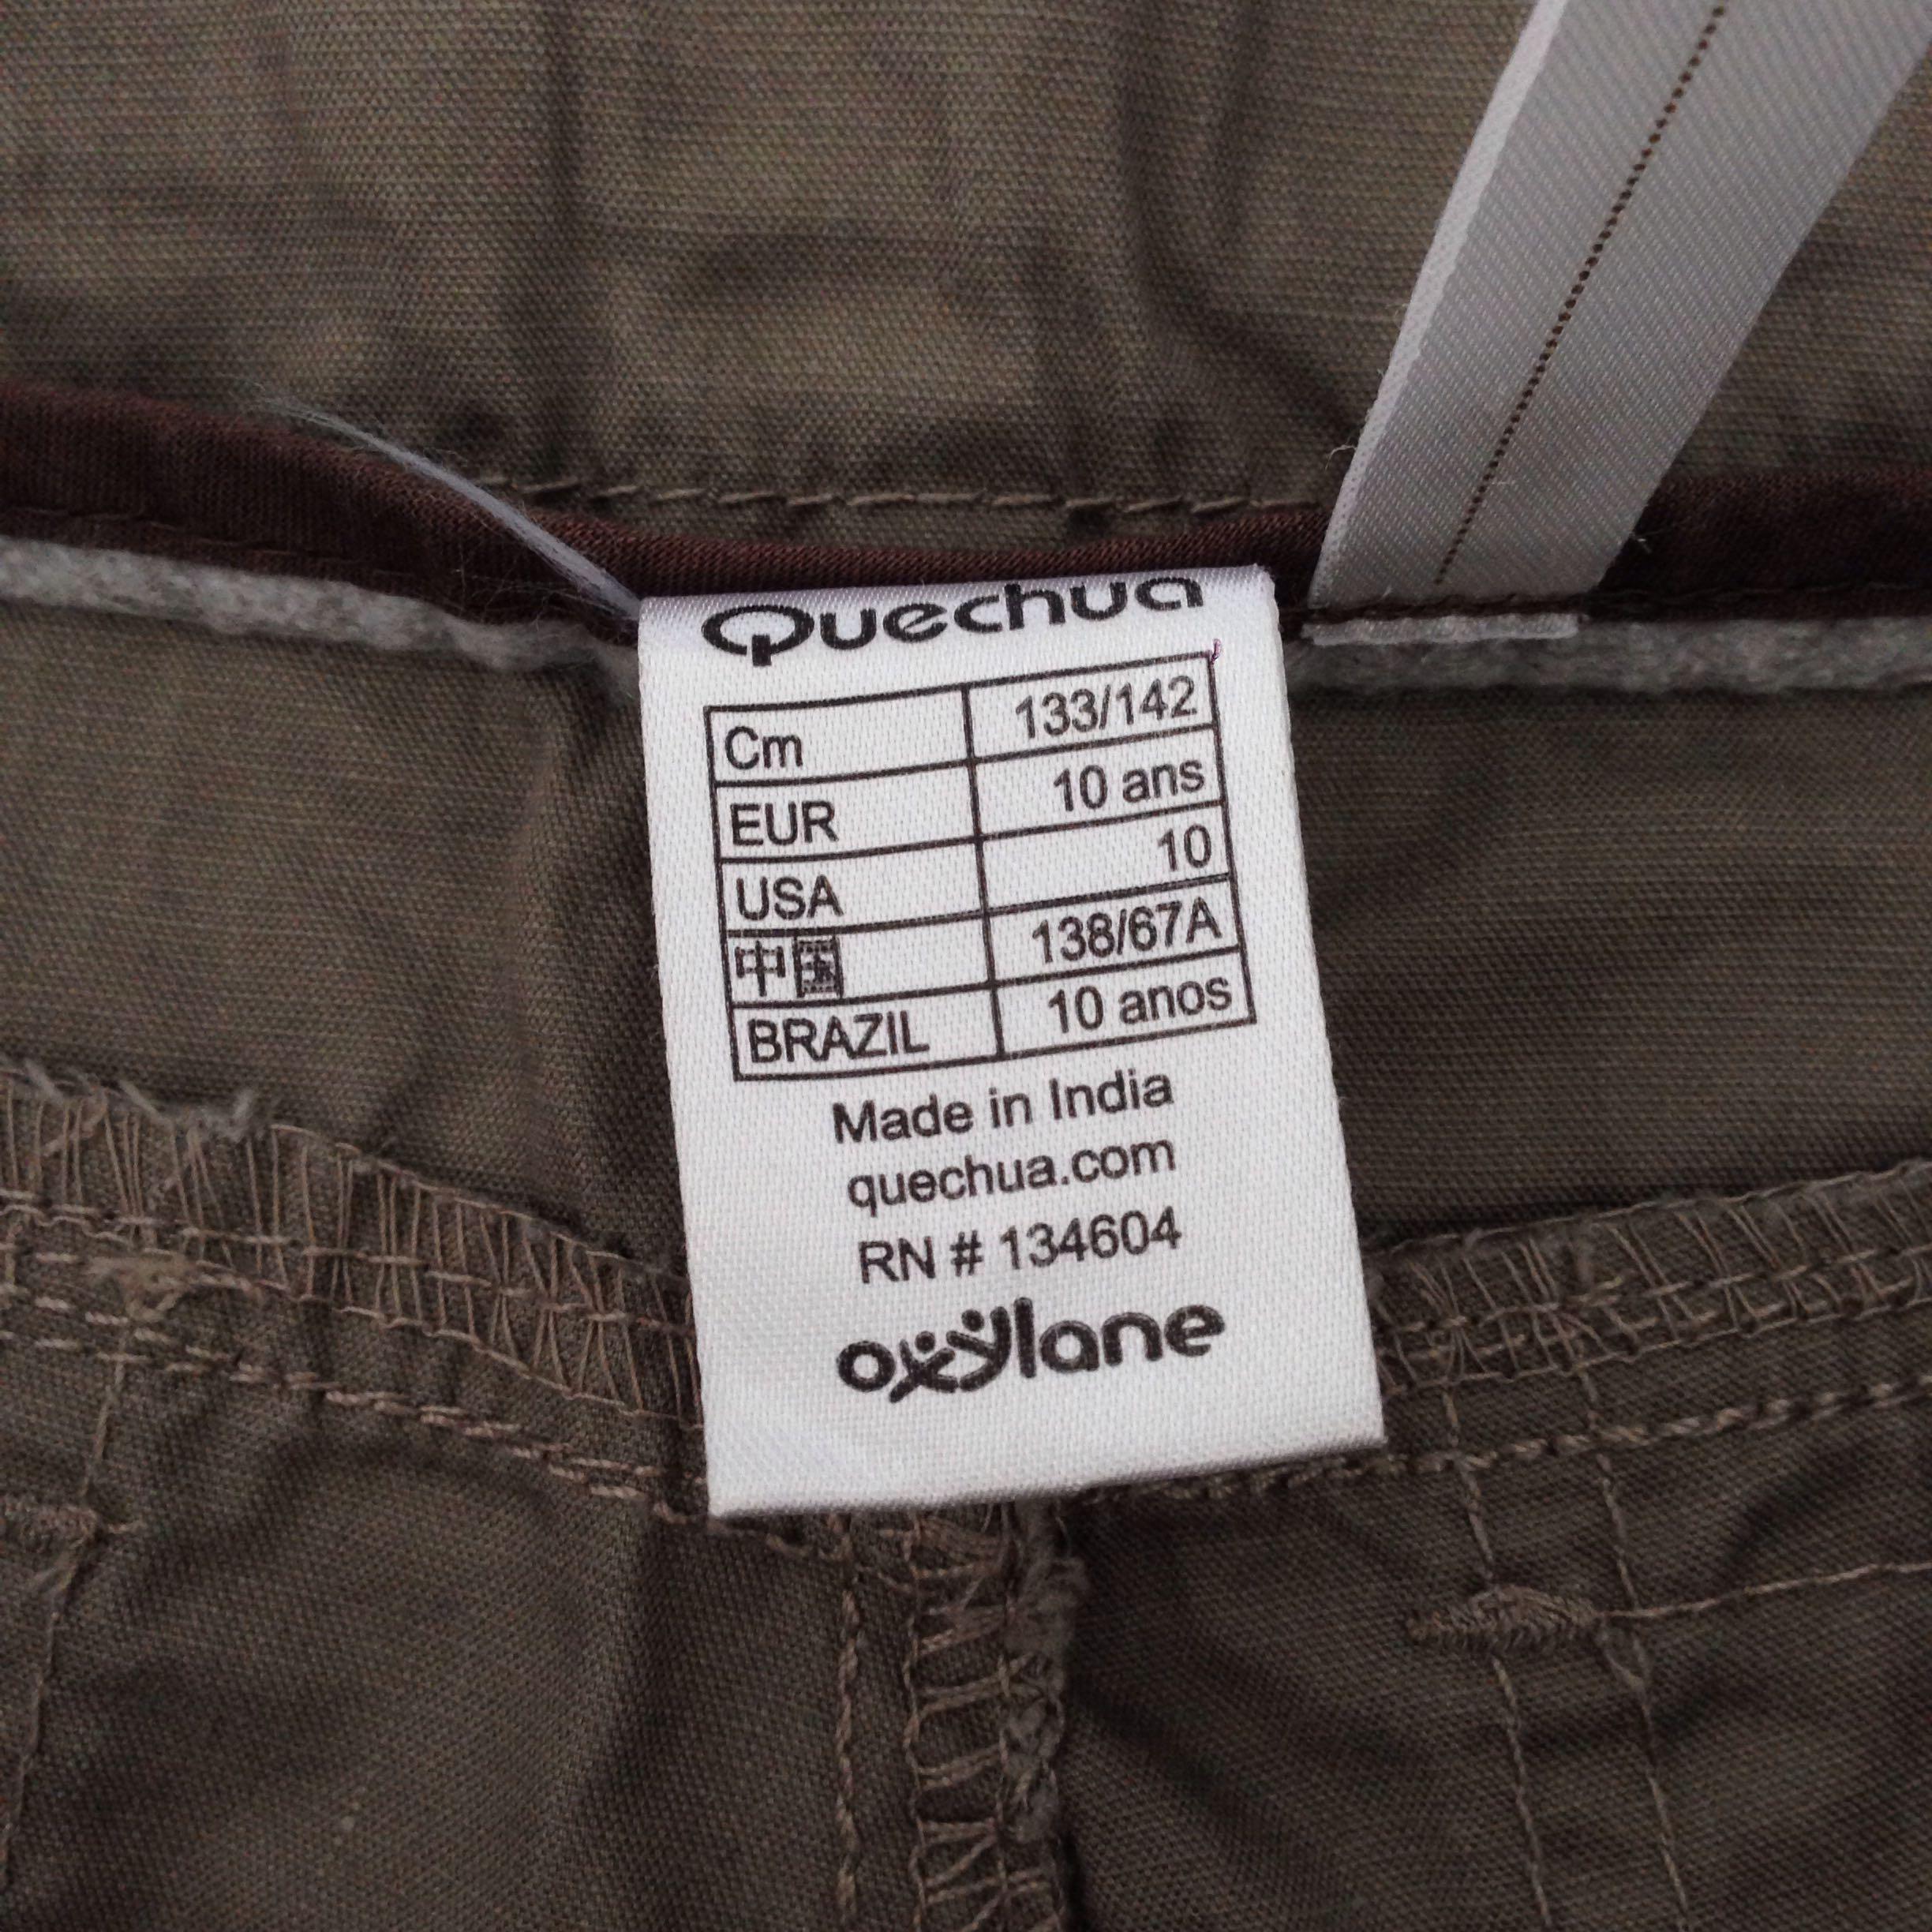 Quechua
Cm 133/142
EUR 10 ans
USA 10
中国 138/67A
BRAZIL 10 anos
Made in India
quechua.com
RN # 134604
oxylane